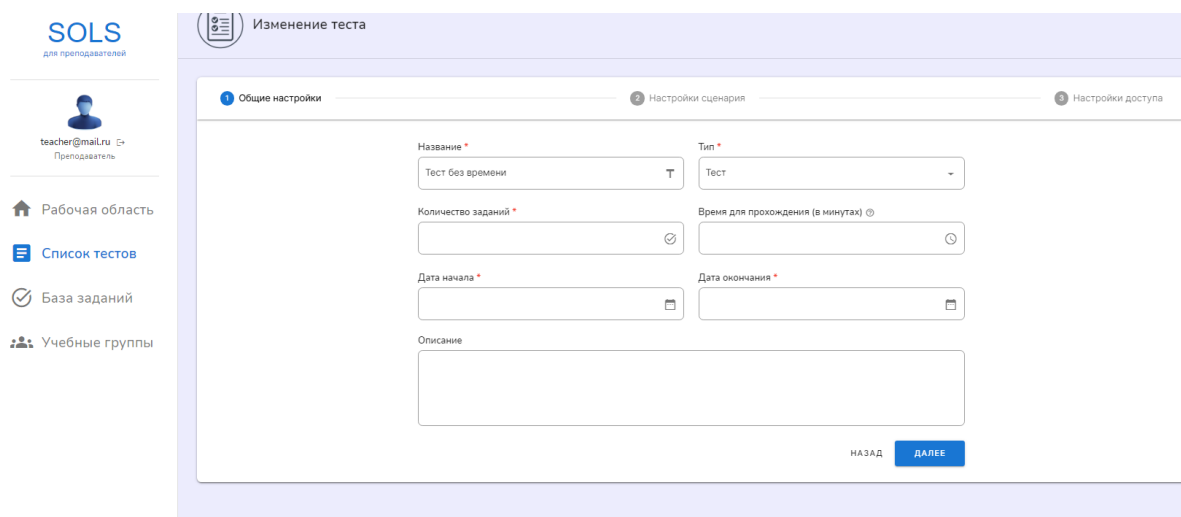 SOLS
для преподавателей
teacher@mail.ru
Преподаватель
Рабочая область
Список тестов
База заданий
Учебные группы
Изменение теста
1 Общие настройки
2 Настройки сценария
3 Настройки доступа
Название *
Тест без времени
Тип *
Тест
Количество заданий *
Время для прохождения (в минутах)
Дата начала *
Дата окончания *
Описание
НАЗАД
ДАЛЕЕ